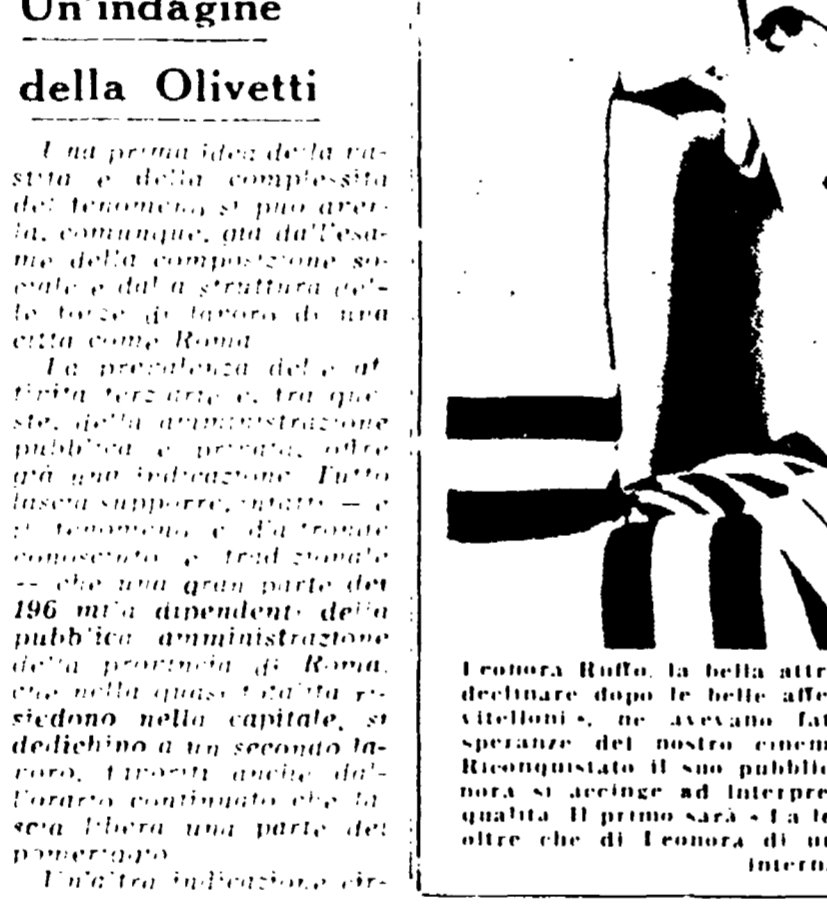 Un'indagine
della Olivetti
Una prima idea della va-
stità e della complessità
del fenomeno si può aver-
la, comunque, già dall'esa-
me della composizione so-
ciale e dalla struttura del-
le forze di lavoro di una
città come Roma
La prevalenza delle at-
tività terziarie e, tra que-
ste, della amministrazione
pubblica e privata, offre
già una indicazione. Tutto
lascia supporre, infatti — e
il fenomeno è d'altronde
conosciuto e tradizionale
— che una gran parte dei
196 mila dipendenti della
pubblica amministrazione
della provincia di Roma,
che nella quasi totalità ri-
siedono nella capitale, si
dedichino a un secondo la-
voro, favoriti anche dal-
l'orario continuato che la-
scia libera una parte del
pomeriggio
Un'altra indicazione cir-
Leonora Ruffo, la bella attr
declinare dopo le belle affe
vitelloni », ne avevano fat
speranze del nostro cinem
Riconquistato il suo pubblic
nora si accinge ad interpre
qualità. Il primo sarà « La le
oltre che di Leonora di un
intern